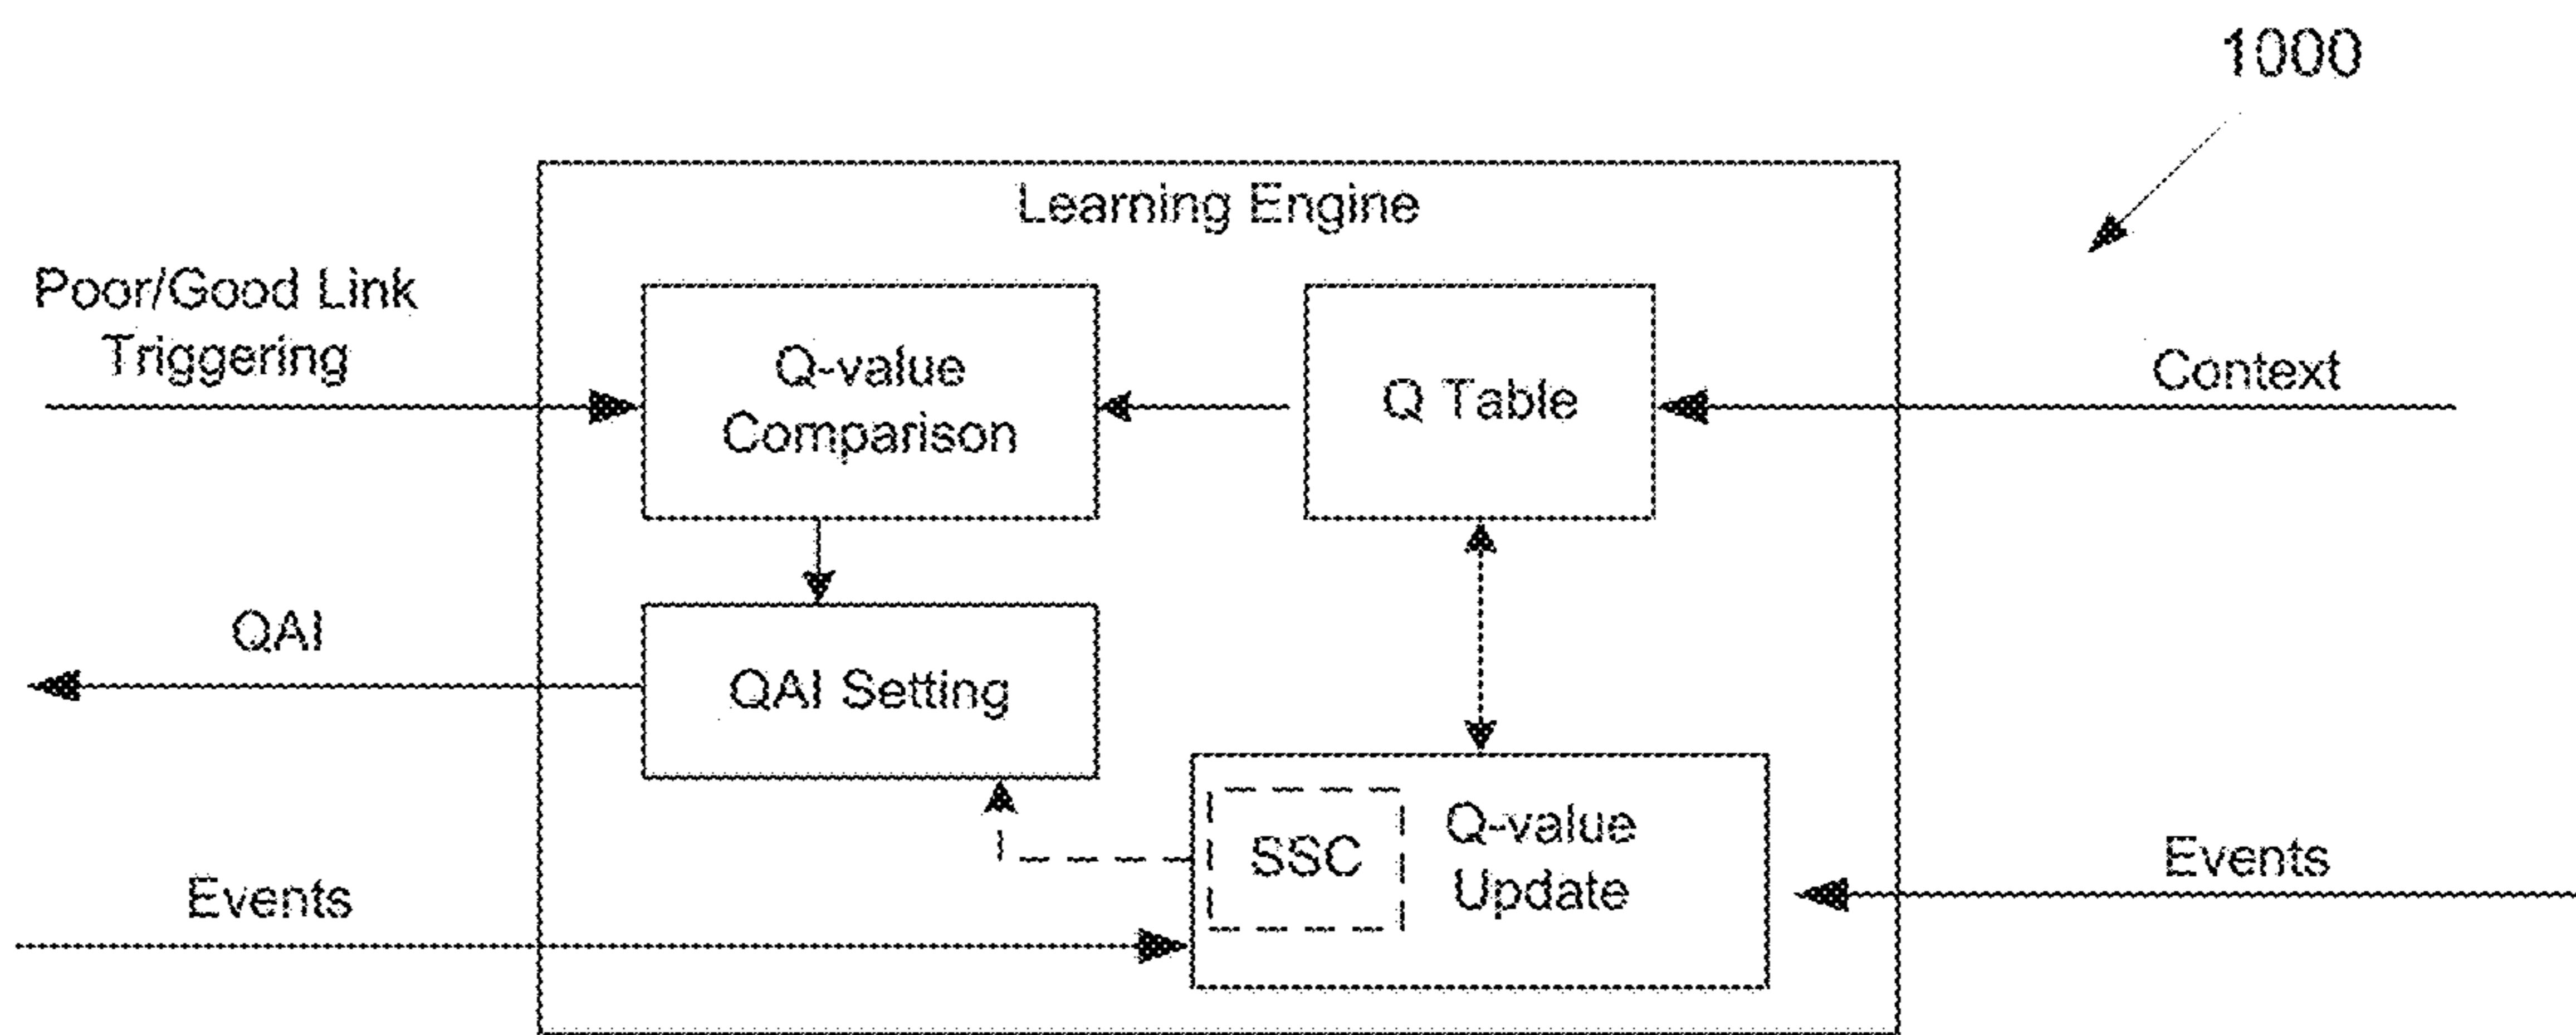 1000
Learning Engine
Poor/Good Link
Triggering
Q-value
Comparison
Q Table
Context
QAI
QAI Setting
SSC
Q-value
Update
Events
Events